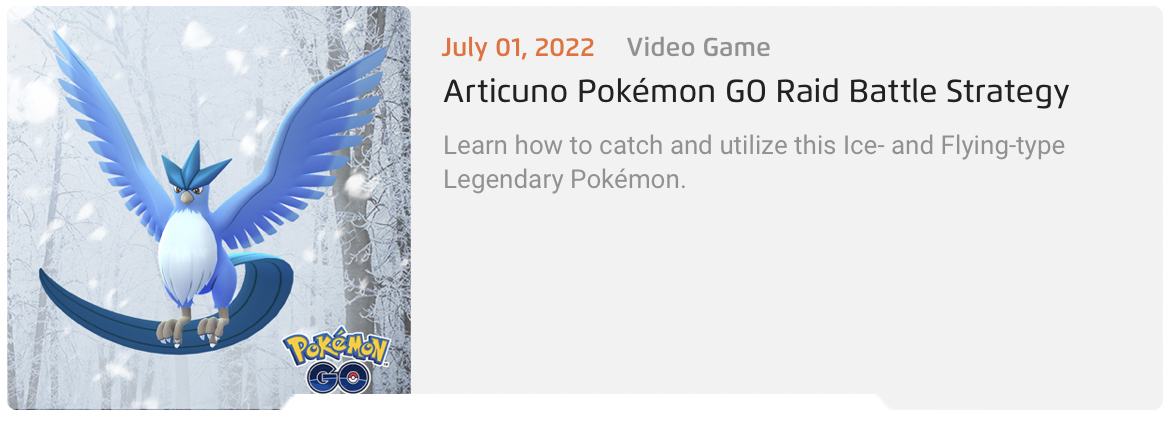 July 01, 2022 Video Game
Articuno Pokémon GO Raid Battle Strategy
Learn how to catch and utilize this Ice- and Flying-type
Legendary Pokémon.
POKéMON
GO